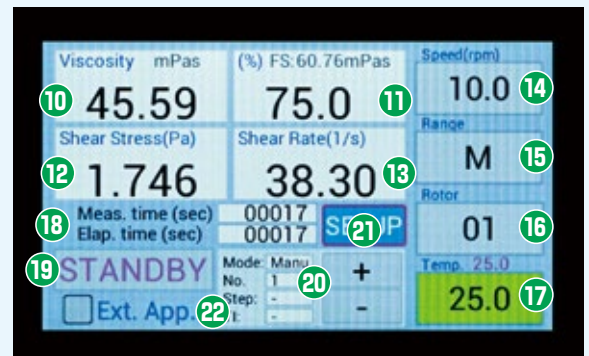 Viscosity mPas
(%) FS:60.76mPas
Speed(rpm)
10 45.59
75.0 11
10.0 14
Shear Stress(Pa)
Shear Rate(1/s)
Range
12 1.746
38.30 13
M 15
Rotor
18 Meas. time (sec) 00017
Elap. time (sec) 00017
21
01 16
19 STANDBY
Mode: Manu
No. 1
20
Step: -
-
+
-
Temp. 25.0
25.0 17
Ext. App. 22